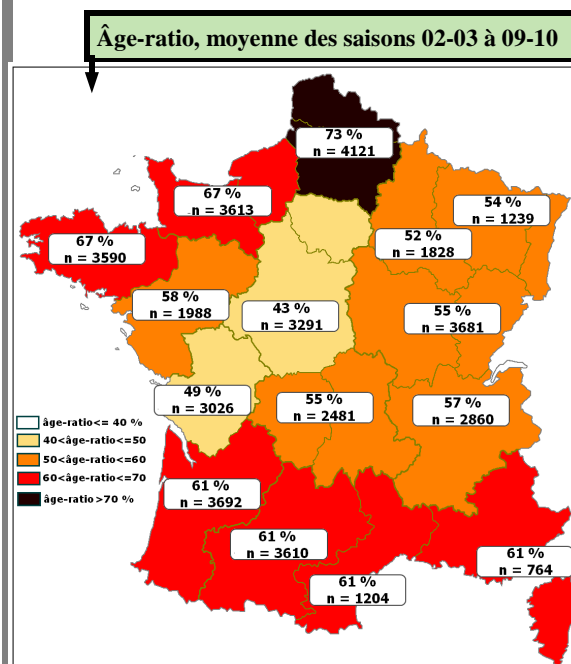 Âge-ratio, moyenne des saisons 02-03 à 09-10
73 %
n = 4121
67 %
n = 3613
54 %
n = 1239
67 %
n = 3590
52 %
n = 1828
58 %
n = 1988
43 %
n = 3291
55 %
n = 3681
49 %
n = 3026
55 %
n = 2481
57 %
n = 2860
âge-ratio<= 40 %
40<âge-ratio<=50
50<âge-ratio<=60
60<âge-ratio<=70
âge-ratio>70 %
61 %
n = 3692
61 %
n = 3610
61 %
n = 764
61 %
n = 1204